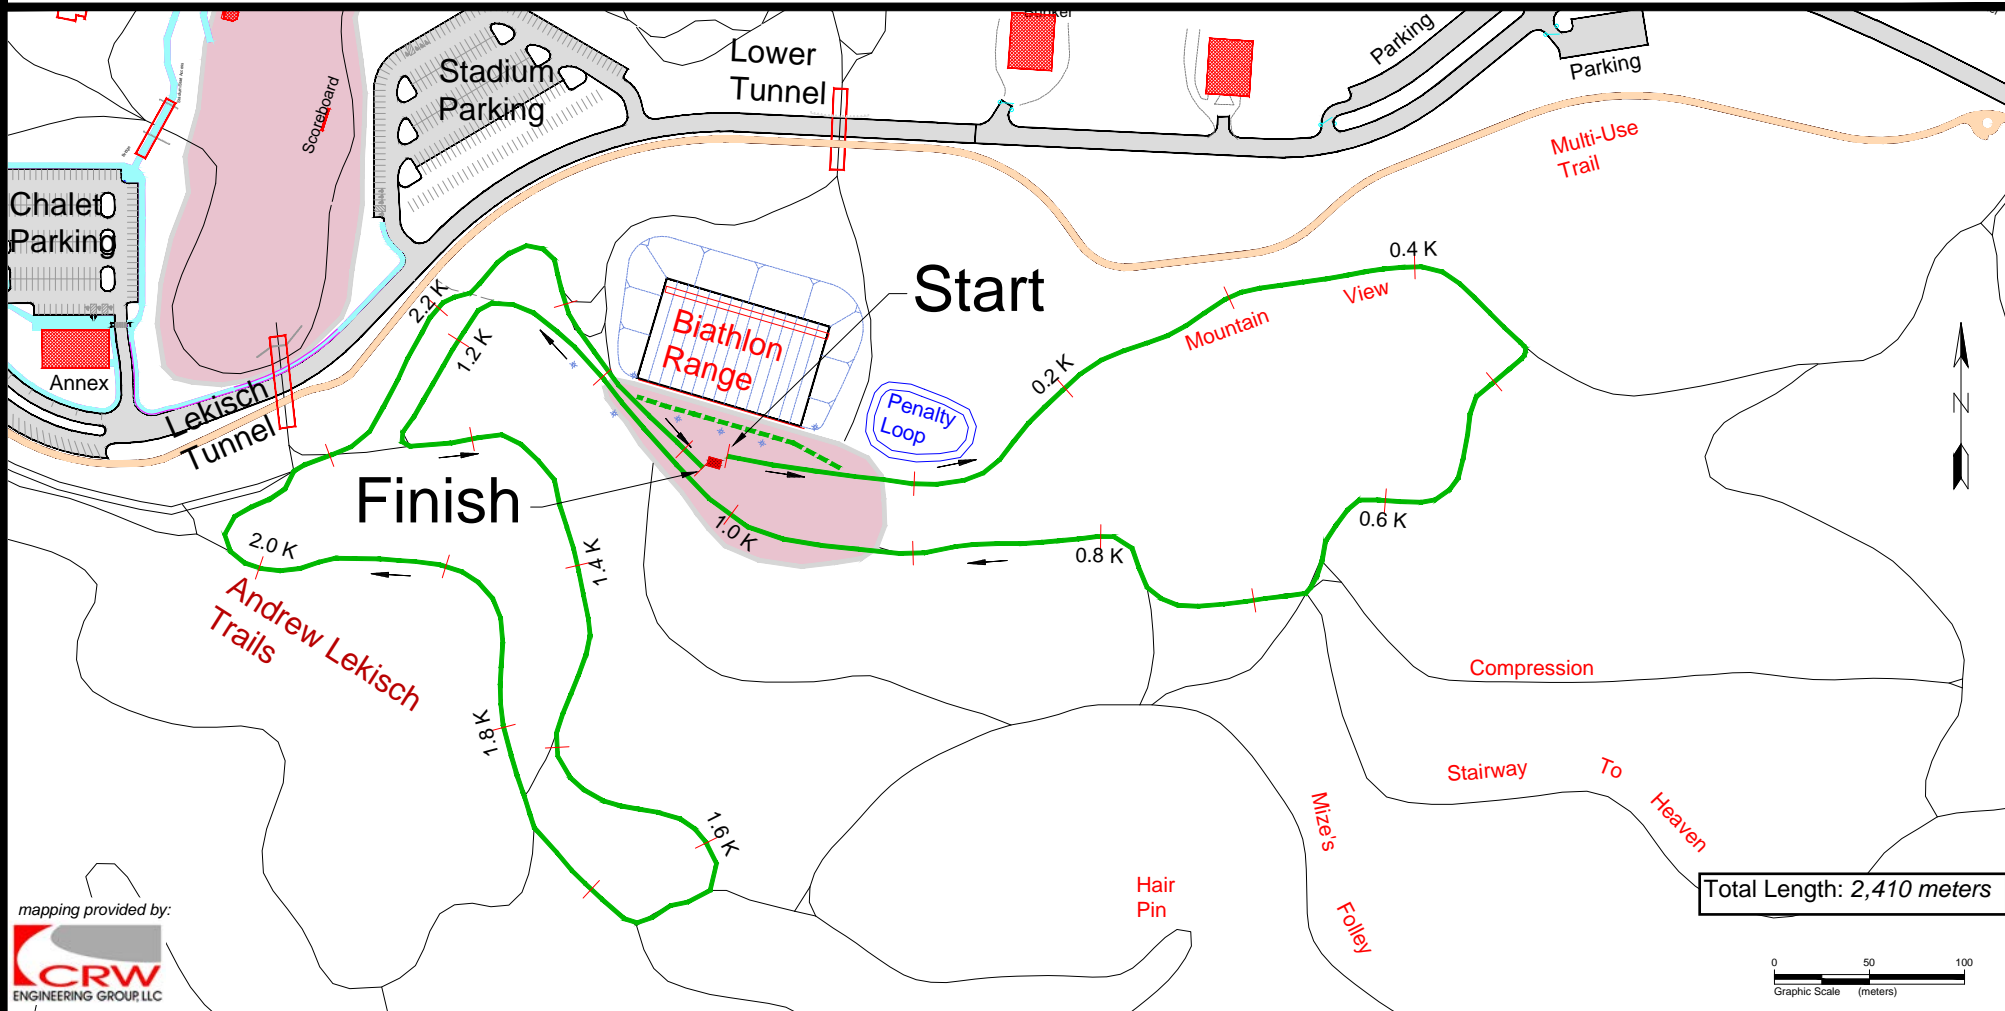 Bunker
Lower
Tunnel
Parking
Parking
Stadium
Parking
Scoreboard
Multi-Use
Trail
Chalet
Parking
Start
0.4 K
View
Mountain
2.2 K
1.2 K
Biathlon
Range
0.2 K
Annex
Lekisch
Tunnel
Penalty
Loop
Finish
0.6 K
1.0 K
0.8 K
2.0 K
1.4 K
Andrew Lekisch
Trails
N
Compression
1.8 K
Stairway To Heaven
1.6 K
Mize's
Folley
Hair
Pin
Total Length: 2,410 meters
mapping provided by:
CRW
ENGINEERING GROUP, LLC
0 50 100
Graphic Scale (meters)